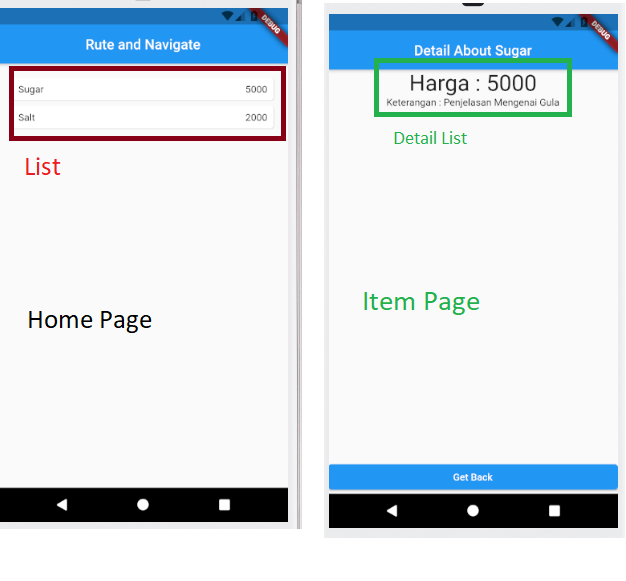 DEBUG
Rute and Navigate
Sugar 5000
Salt 2000
List
Home Page
DEBUG
Detail About Sugar
Harga : 5000
Keterangan : Penjelasan Mengenai Gula
Detail List
Item Page
Get Back